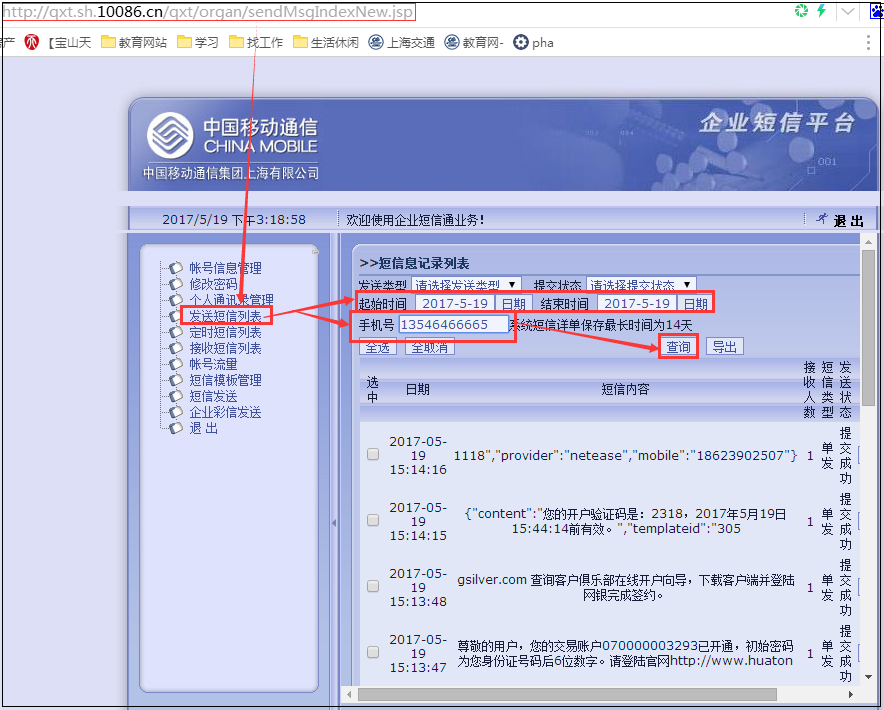 http://qxt.sh.10086.cn/qxt/organ/sendMsgIndexNew.jsp
产 【宝山天 教育网站 学习 找工作 生活休闲 上海交通 教育网- pha
中国移动通信
CHINA MOBILE
中国移动通信集团上海有限公司
企业短信平台
001
2017/5/19 下午3:18:58 欢迎使用企业短信通业务! 退 出
帐号信息管理
修改密码
个人通讯录管理
发送短信列表
定时短信列表
接收短信列表
帐号流量
短信模板管理
短信发送
企业彩信发送
退 出
>>短信息记录列表
发送类型 请选择发送类型 提交状态 请选择提交状态
起始时间 2017-5-19 日期 结束时间 2017-5-19 日期
手机号 13546466665 系统短信详单保存最长时间为14天
全选 全取消 查询 导出
选中 日期 短信内容 接收人数 短信类型 发送状态
2017-05-19 15:14:16 1118","provider":"netease","mobile":"18623902507"} 1 单发 提交成功
2017-05-19 15:14:15 {"content":"您的开户验证码是：2318，2017年5月19日
15:44:14前有效。","templateid":"305 1 单发 提交成功
2017-05-19 15:13:48 gsilver.com 查询客户俱乐部在线开户向导，下载客户端并登陆
网银完成签约。 1 单发 提交成功
2017-05-19 15:13:47 尊敬的用户，您的交易账户070000003293已开通，初始密码
为您身份证号码后6位数字。请登陆官网http://www.huaton 1 单发 提交成功